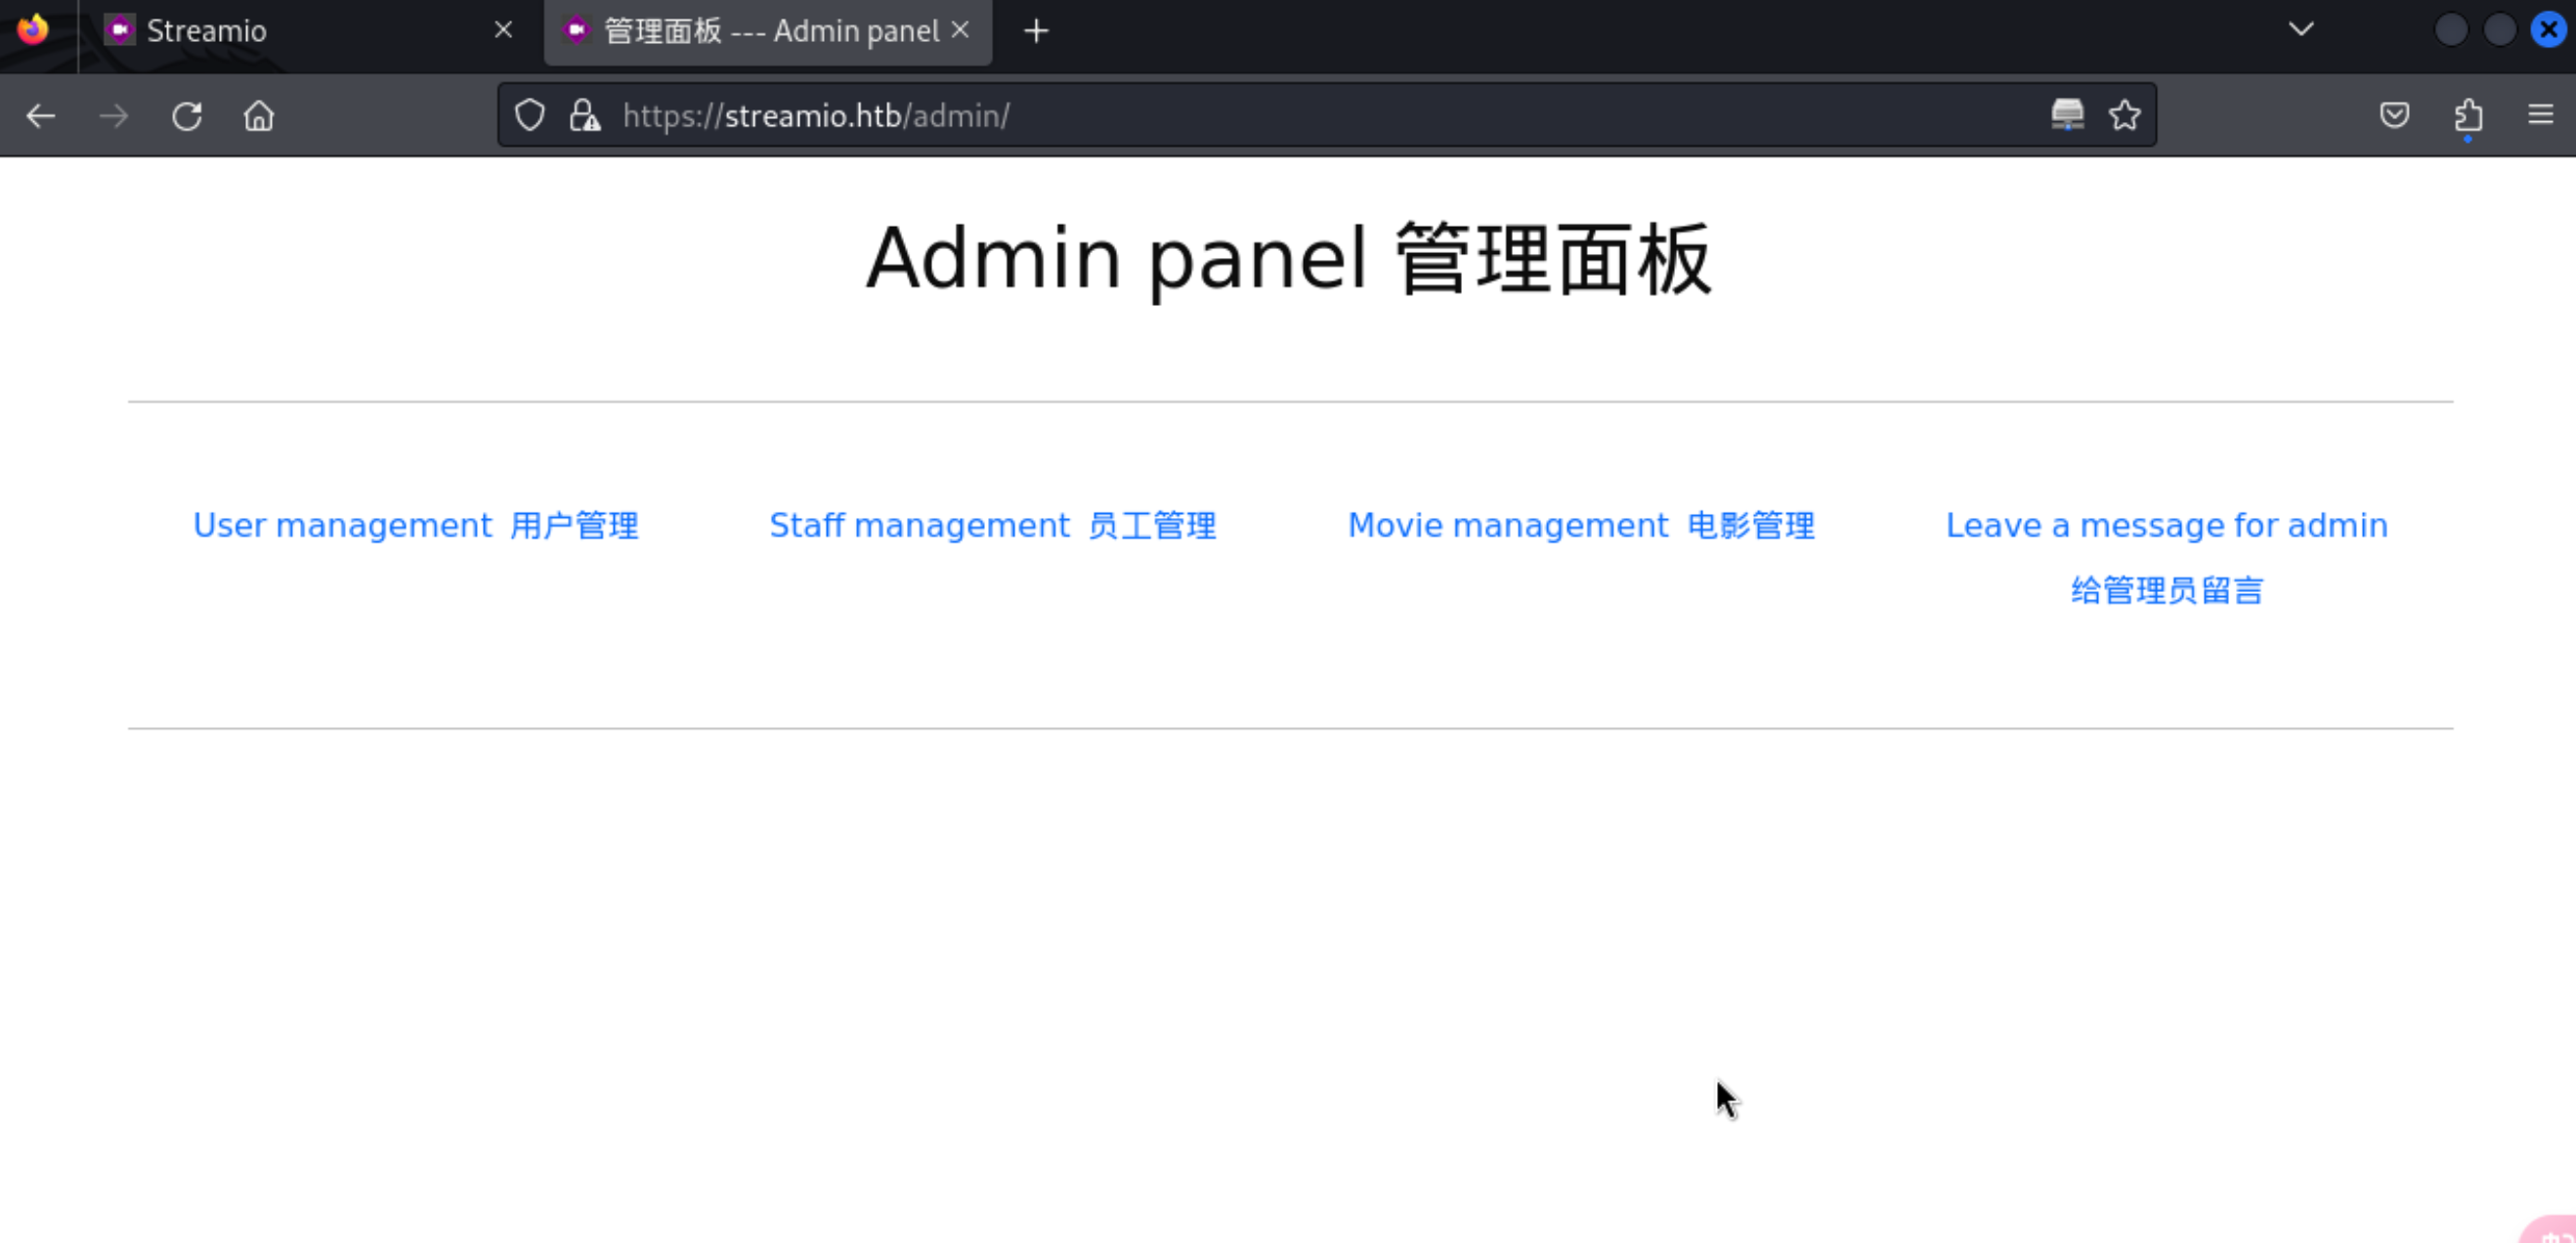 Streamio
管理面板 --- Admin panel
https://streamio.htb/admin/
Admin panel 管理面板
User management 用户管理
Staff management 员工管理
Movie management 电影管理
Leave a message for admin
给管理员留言